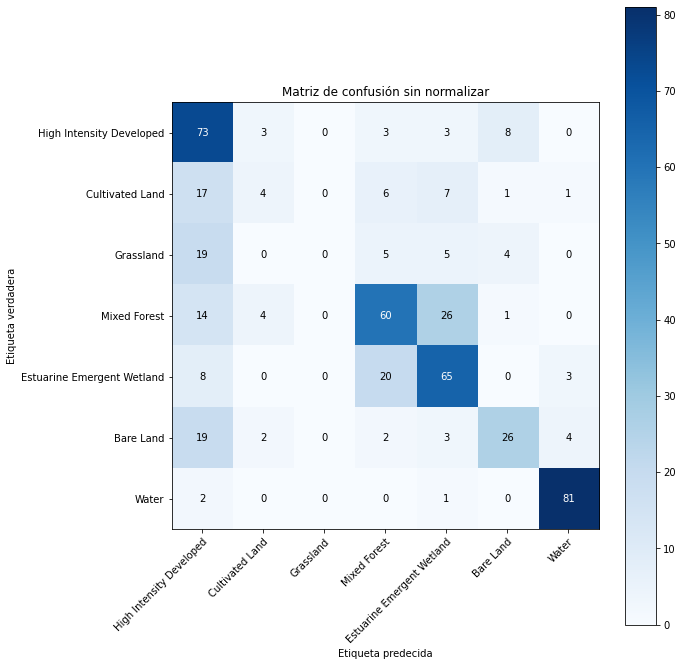 Matriz de confusión sin normalizar
High Intensity Developed 73 3 0 3 3 8 0
Cultivated Land 17 4 0 6 7 1 1
Grassland 19 0 0 5 5 4 0
Mixed Forest 14 4 0 60 26 1 0
Estuarine Emergent Wetland 8 0 0 20 65 0 3
Bare Land 19 2 0 2 3 26 4
Water 2 0 0 0 1 0 81
Etiqueta verdadera
High Intensity Developed
Cultivated Land
Grassland
Mixed Forest
Estuarine Emergent Wetland
Bare Land
Water
Etiqueta predecida
80
70
60
50
40
30
20
10
0